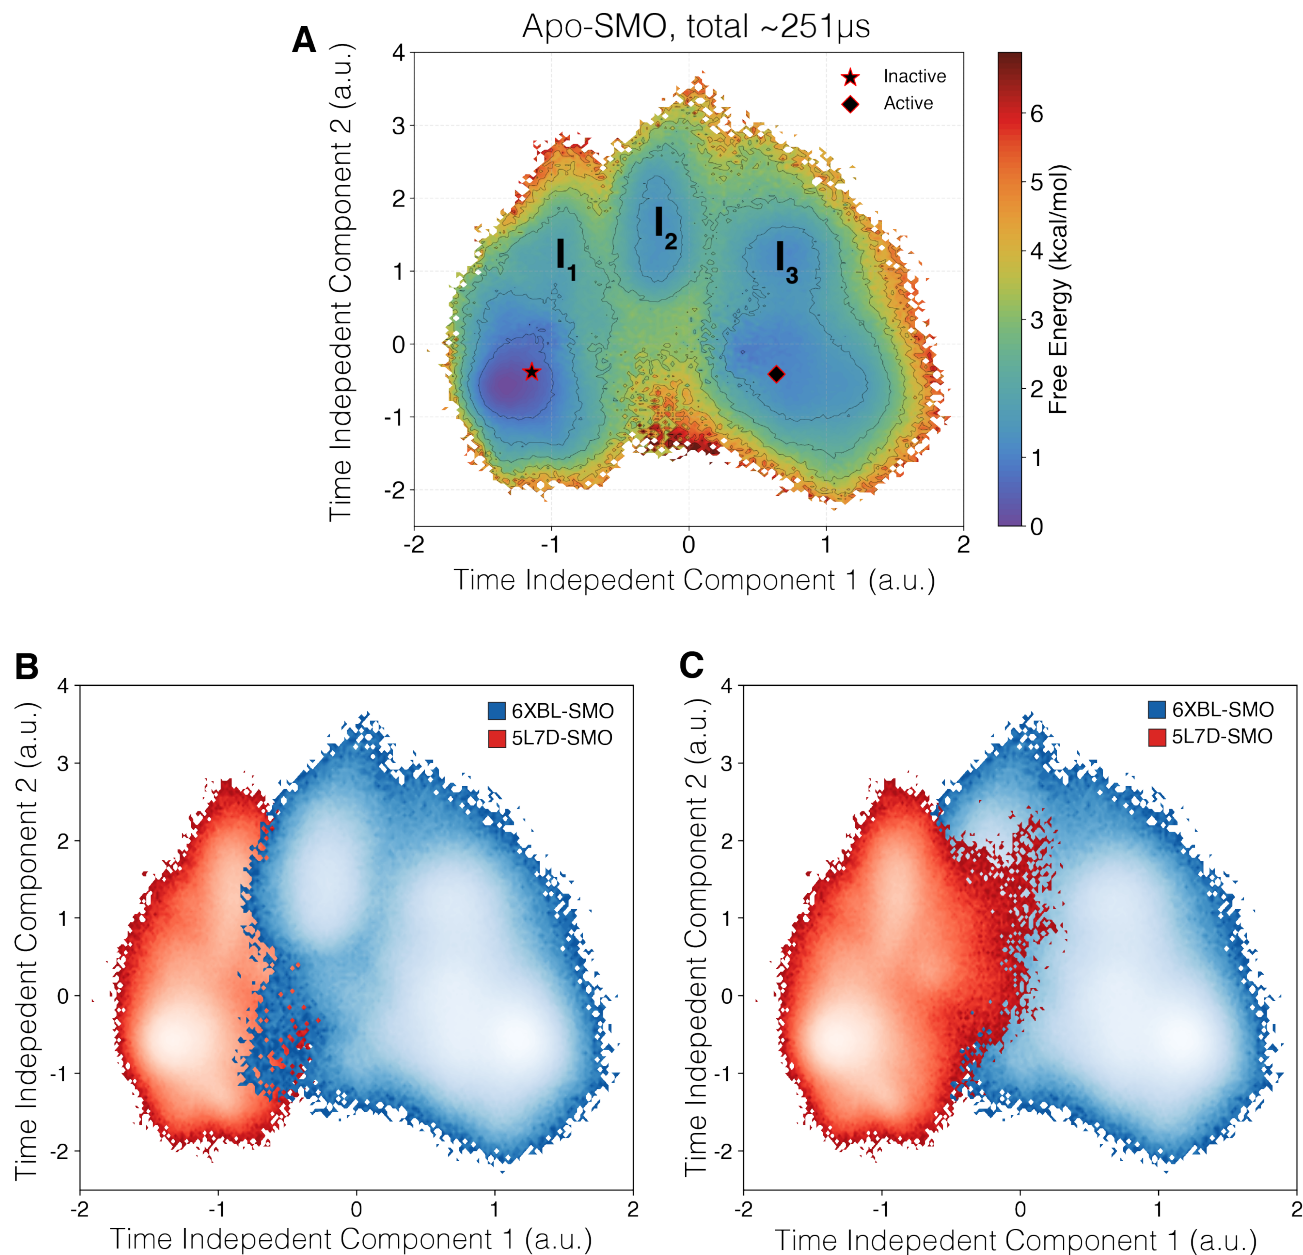 A
Apo-SMO, total ~251μs
Time Indepedent Component 2 (a.u.)
4
3
2
1
0
-1
-2
Inactive
Active
I1
I2
I3
-2
-1
0
1
2
Time Indepedent Component 1 (a.u.)
6
5
4
3
2
1
0
Free Energy (kcal/mol)
B
Time Indepedent Component 2 (a.u.)
4
3
2
1
0
-1
-2
6XBL-SMO
5L7D-SMO
-2
-1
0
1
2
Time Indepedent Component 1 (a.u.)
C
Time Indepedent Component 2 (a.u.)
4
3
2
1
0
-1
-2
6XBL-SMO
5L7D-SMO
-2
-1
0
1
2
Time Indepedent Component 1 (a.u.)